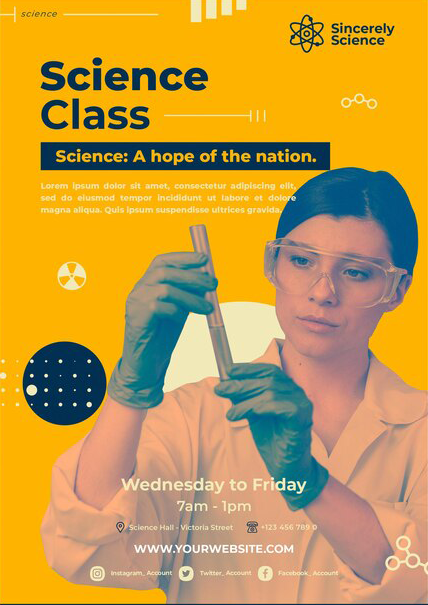 science
Sincerely
Science
Science
Class
Science: A hope of the nation.
Lorem ipsum dolor sit amet, consectetur adipiscing elit,
sed do eiusmod tempor incididunt ut labore et dolore
magna aliqua. Quis ipsum suspendisse ultrices gravida.
Wednesday to Friday
7am - 1pm
Science Hall - Victoria Street +123 456 789 0
WWW.YOURWEBSITE.COM
Instagram_Account Twitter_Account Facebook_Account